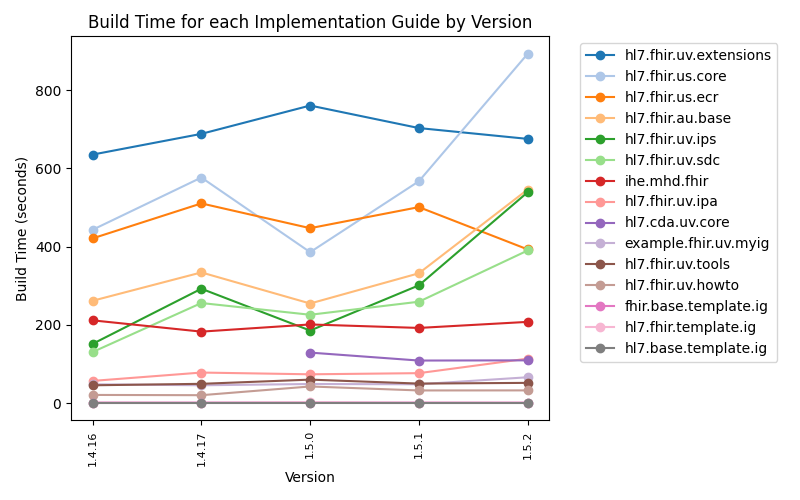 Build Time for each Implementation Guide by Version
Build Time (seconds)
800
600
400
200
0
1.4.16
1.4.17
1.5.0
1.5.1
1.5.2
Version
hl7.fhir.uv.extensions
hl7.fhir.us.core
hl7.fhir.us.ecr
hl7.fhir.au.base
hl7.fhir.uv.ips
hl7.fhir.uv.sdc
ihe.mhd.fhir
hl7.fhir.uv.ipa
hl7.cda.uv.core
example.fhir.uv.myig
hl7.fhir.uv.tools
hl7.fhir.uv.howto
fhir.base.template.ig
hl7.fhir.template.ig
hl7.base.template.ig